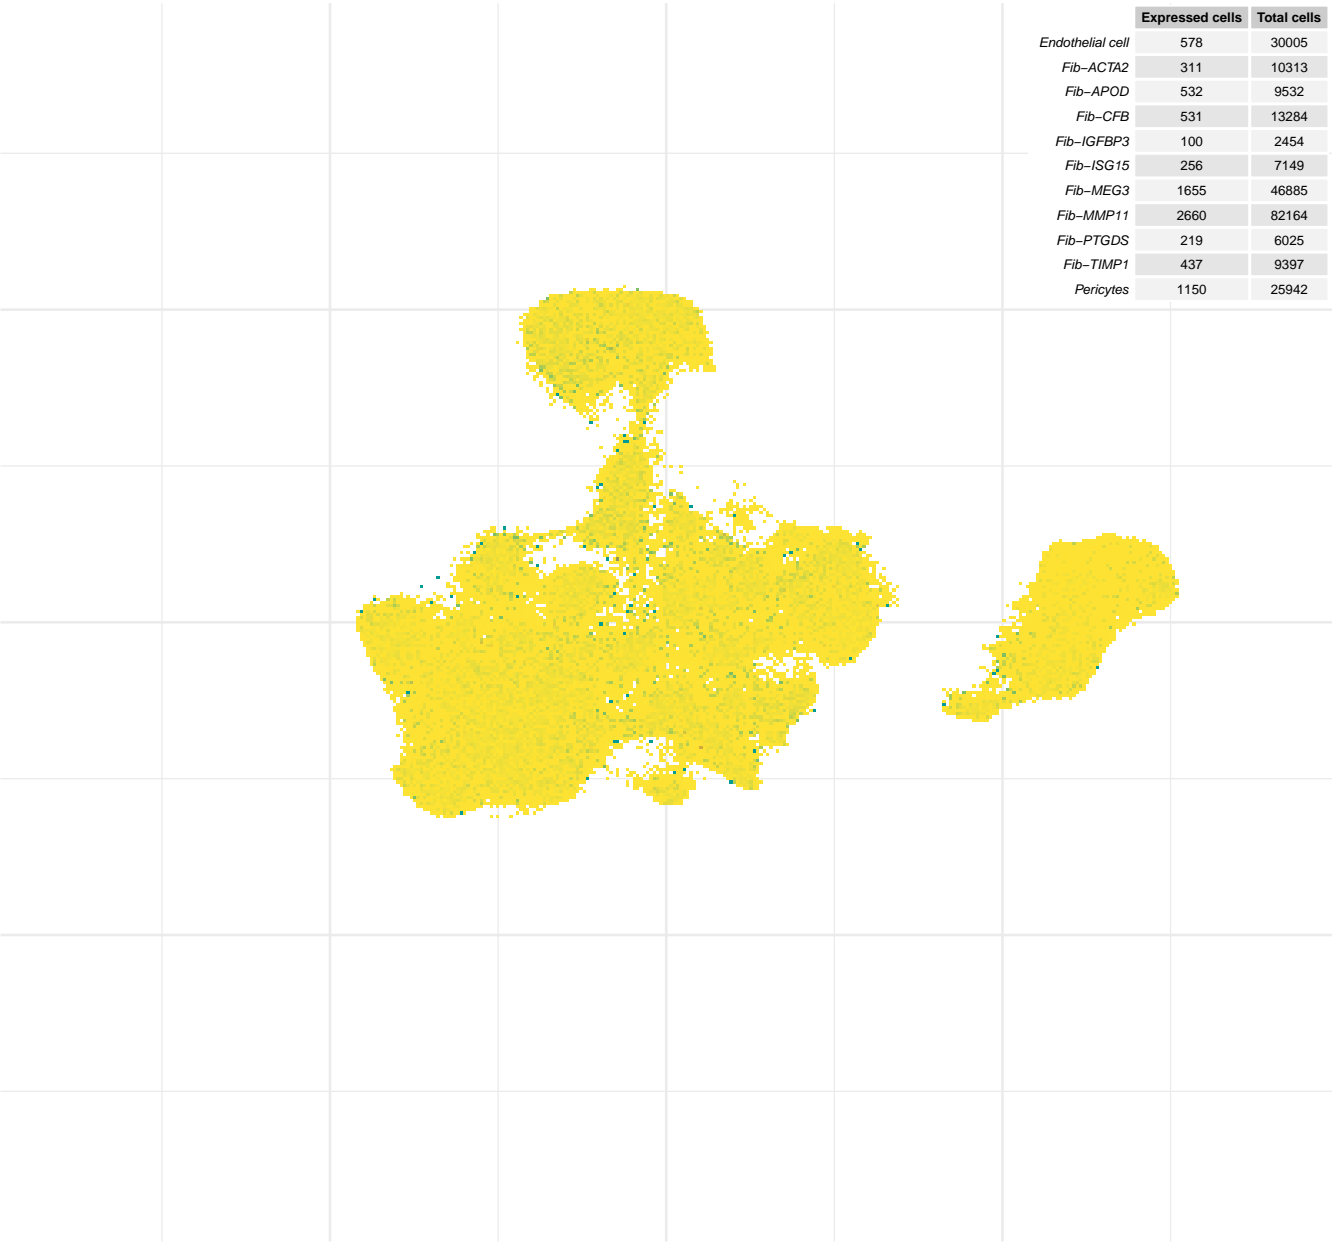 Expressed cells Total cells
Endothelial cell 578 30005
Fib−ACTA2 311 10313
Fib−APOD 532 9532
Fib−CFB 531 13284
Fib−IGFBP3 100 2454
Fib−ISG15 256 7149
Fib−MEG3 1655 46885
Fib−MMP11 2660 82164
Fib−PTGDS 219 6025
Fib−TIMP1 437 9397
Pericytes 1150 25942